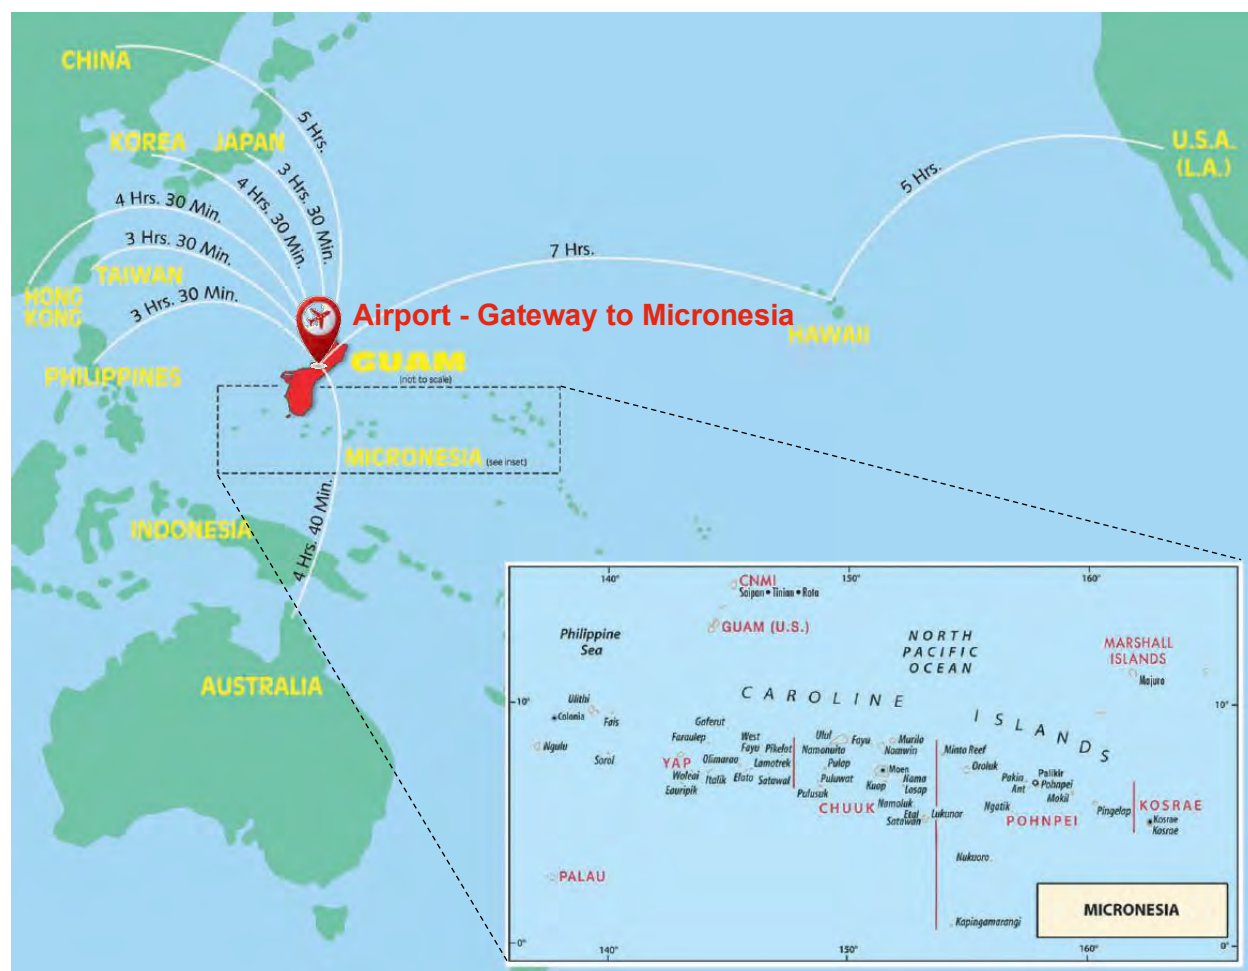 CHINA
KOREA
JAPAN
5 Hrs.
3 Hrs. 30 Min.
4 Hrs. 30 Min.
4 Hrs. 30 Min.
3 Hrs. 30 Min.
TAIWAN
HONG
KONG
3 Hrs. 30 Min.
PHILIPPINES
7 Hrs.
5 Hrs.
U.S.A.
(L.A.)
Airport - Gateway to Micronesia
HAWAII
GUAM
(not to scale)
MICRONESIA (see inset)
4 Hrs. 40 Min.
INDONESIA
AUSTRALIA
140°
150°
160°
CNMI
Saipan • Tinian • Rota
GUAM (U.S.)
Philippine
Sea
NORTH
PACIFIC
OCEAN
MARSHALL
ISLANDS
Majuro
10°
10°
CAROLINE ISLANDS
Ulithi
Colonia
Fais
Ngulu
Sorol
Gaferut
Faraulep
West
Fayu
Pikelot
YAP
Olimarao
Lamotrek
Woleai
Ifalik
Elato
Satawal
Eauripik
Ulul
Fayu
Murilo
Namonuito
Nomwin
Pulap
Moen
Puluwat
Kuop
Nama
Losap
Pulusuk
CHUUK
Namoluk
Etal
Satawan
Lukunor
Minto Reef
Oroluk
Pakin
Ant
Palikir
Pohnpei
Mokil
Ngatik
POHNPEI
Pingelap
KOSRAE
Kosrae
Kosrae
Nukuoro
PALAU
Kapingamarangi
MICRONESIA
0°
140°
150°
160°
0°